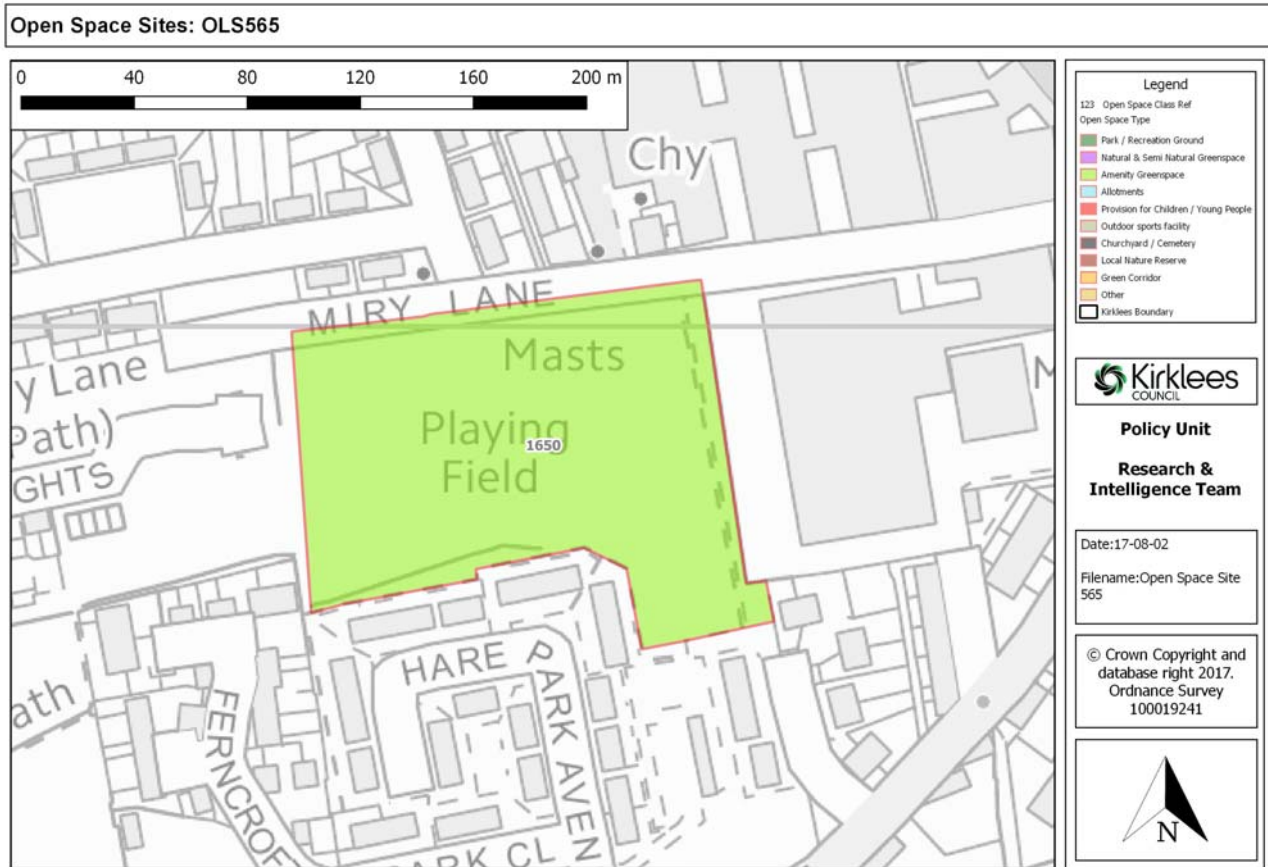 Open Space Sites: OLS565
0 40 80 120 160 200 m
Chy
MIRY LANE
Masts
y Lane
Path)
GHTS
Playing
Field
1650
M
HARE PARK AVEN
FERNCROF
ath
PARK CL
Legend
123 Open Space Class Ref
Open Space Type
Park / Recreation Ground
Natural & Semi Natural Greenspace
Amenity Greenspace
Allotments
Provision for Children / Young People
Outdoor sports facility
Churchyard / Cemetery
Local Nature Reserve
Green Corridor
Other
Kirklees Boundary
Kirklees
COUNCIL
Policy Unit
Research &
Intelligence Team
Date:17-08-02
Filename:Open Space Site
565
© Crown Copyright and
database right 2017.
Ordnance Survey
100019241
N